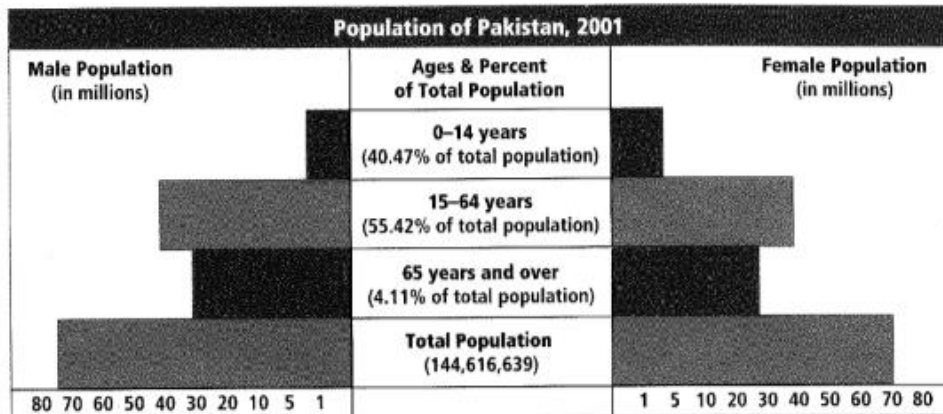 Population of Pakistan, 2001
Male Population
(in millions)
Ages & Percent
of Total Population
Female Population
(in millions)
0–14 years
(40.47% of total population)
15–64 years
(55.42% of total population)
65 years and over
(4.11% of total population)
Total Population
(144,616,639)
80 70 60 50 40 30 20 10 5 1
1 5 10 20 30 40 50 60 70 80